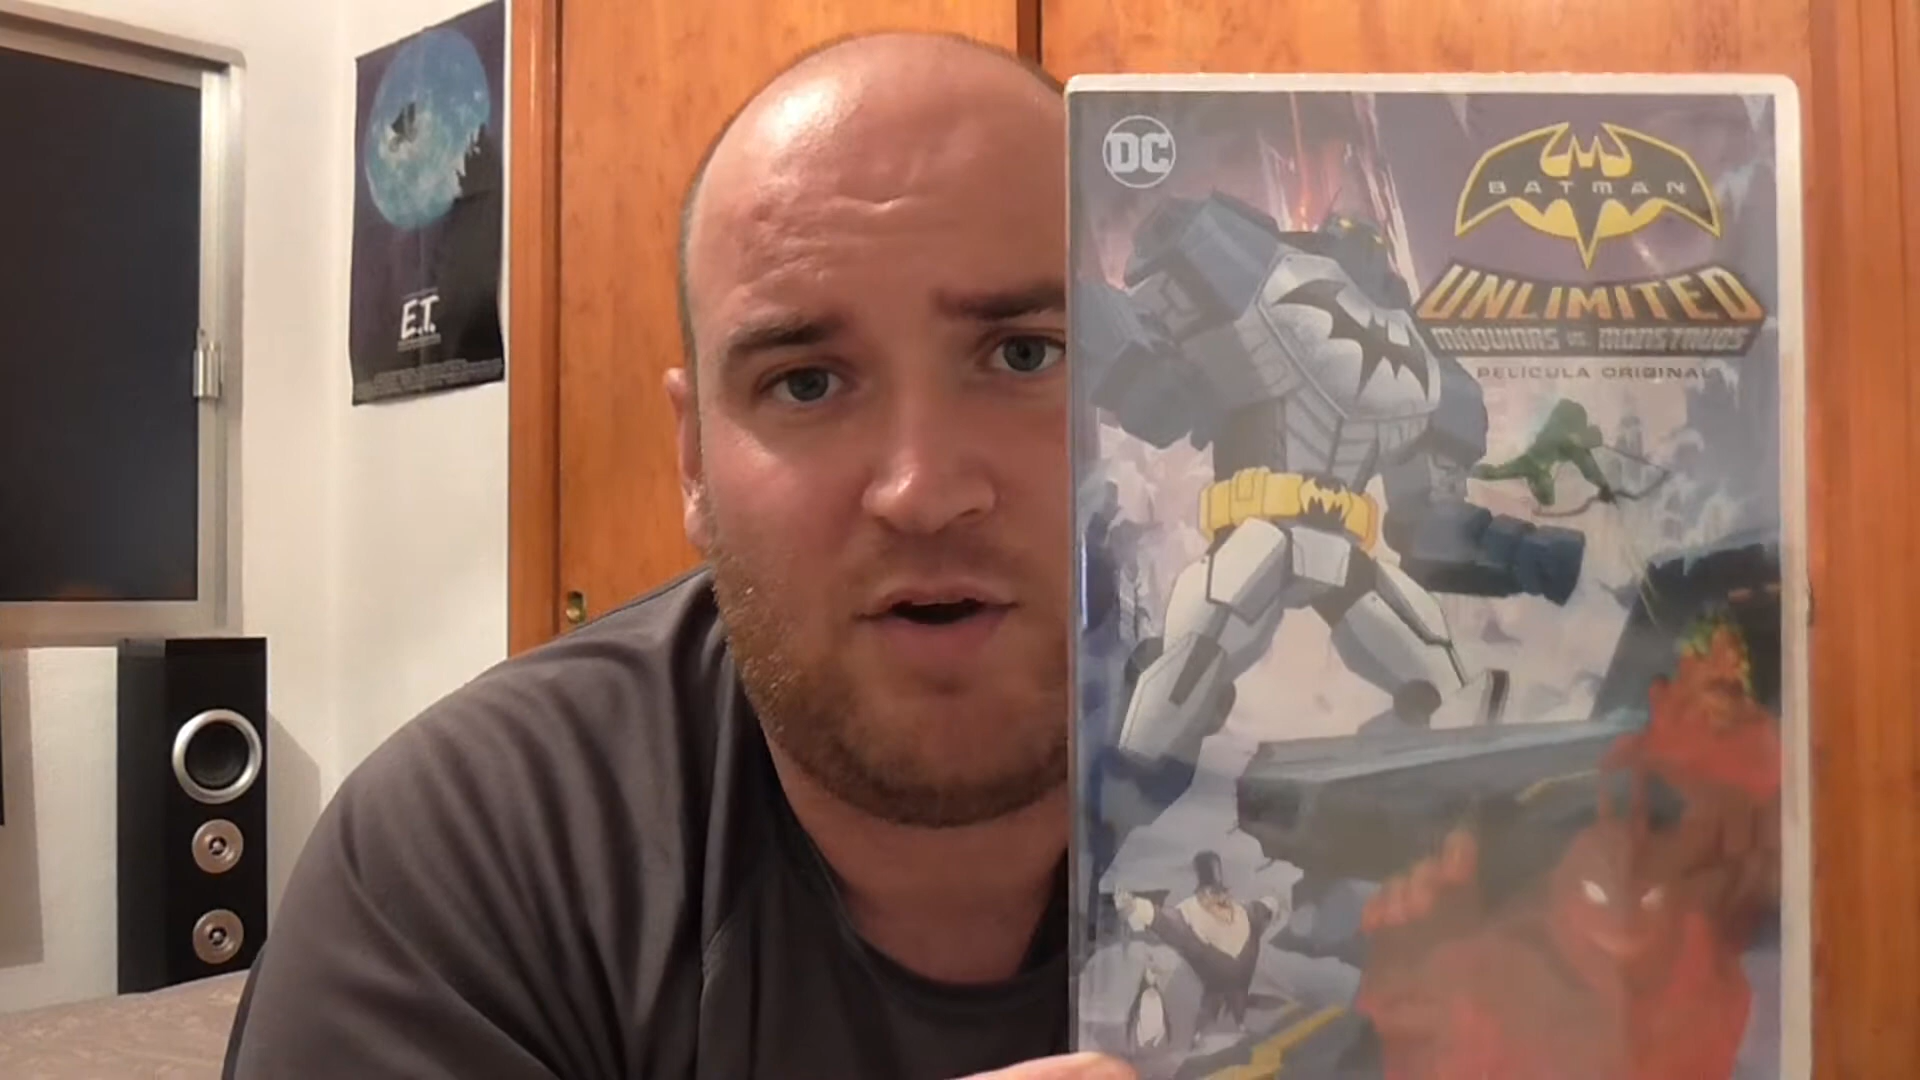 E.T.
DC
BATMAN
UNLIMITED
MÁQUINAS VS. MONSTRUOS
PELÍCULA ORIGINAL